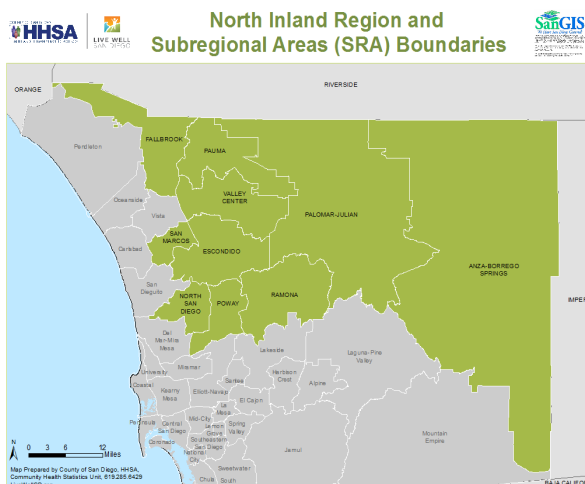 North Inland Region and
Subregional Areas (SRA) Boundaries
HHSA
LIVE WELL
SAN DIEGO
SanGIS
ORANGE
RIVERSIDE
Pendleton
FALLBROOK
PAUMA
Oceanside
VALLEY
CENTER
Vista
PALOMAR-JULIAN
SAN
MARCOS
Carlsbad
ESCONDIDO
ANZA-BORREGO
SPRINGS
San
Dieguito
NORTH
SAN
DIEGO
POWAY
RAMONA
IMPER
Del
Mar-Mira
Mesa
Lakeside
Laguna-Pine
Valley
Miramar
University
Coastal
Kearny
Mesa
Elliott-Navajo
Santee
Harbison
Crest
Alpine
La
Mesa
El Cajon
Peninsula
Central
San Diego
Mid-City
Lemon
Grove
Spring
Valley
Coronado
Southeastern
San Diego
National
City
Jamul
Mountain
Empire
Sweetwater
Chula
South
N
0 3 6 12
Miles
Map Prepared by County of San Diego, HHSA,
Community Health Statistics Unit, 619.285.6429
BAJA CALIFO